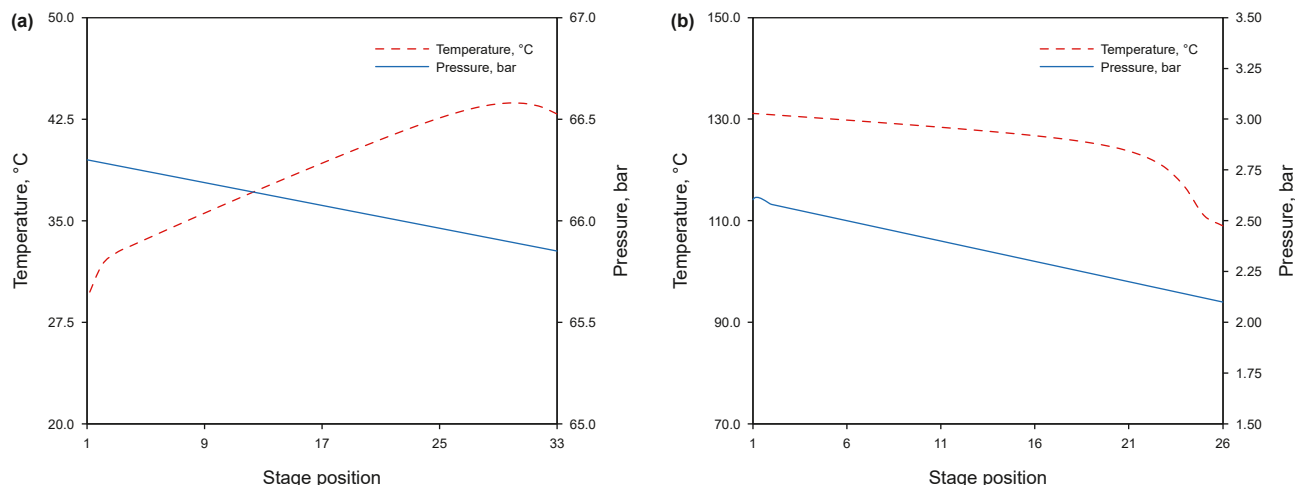 (a)
50.0
42.5
35.0
27.5
20.0
Temperature, °C
67.0
66.5
66.0
65.5
65.0
Pressure, bar
Temperature, °C
Pressure, bar
1 9 17 25 33
Stage position
(b)
150.0
130.0
110.0
90.0
70.0
Temperature, °C
3.50
3.25
3.00
2.75
2.50
2.25
2.00
1.75
1.50
Pressure, bar
Temperature, °C
Pressure, bar
1 6 11 16 21 26
Stage position